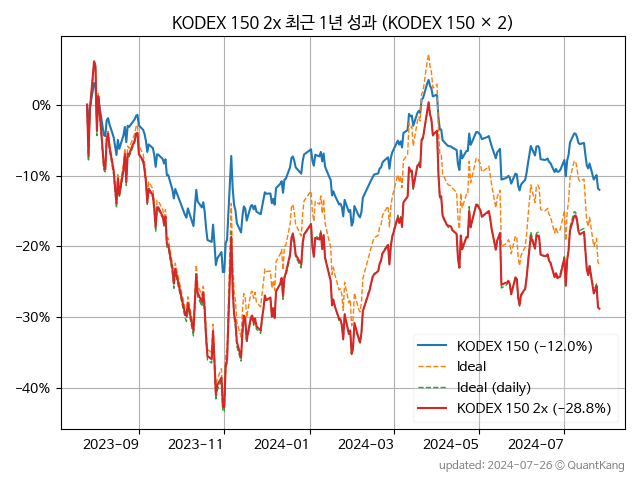 KODEX 150 2x 최근 1년 성과 (KODEX 150 × 2)
0%
−10%
−20%
−30%
−40%
KODEX 150 (−12.0%)
Ideal
Ideal (daily)
KODEX 150 2x (−28.8%)
2023−09
2023−11
2024−01
2024−03
2024−05
2024−07
updated: 2024-07-26 © QuantKang